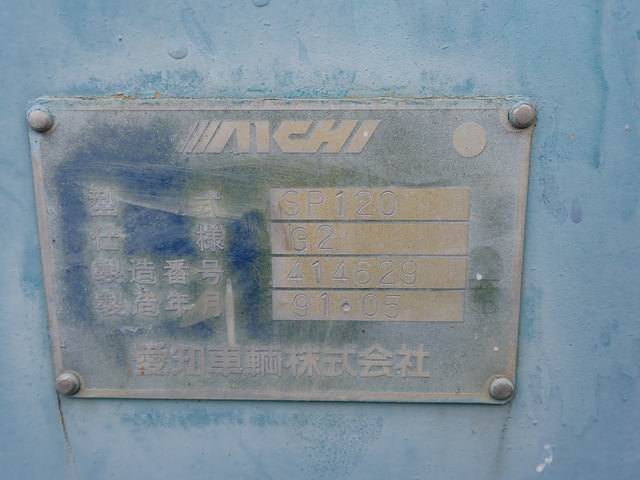 AICHI
型 式 SP120
仕 様 G2
製造番号 414629
製造年月 91·05
愛知車輌株式会社